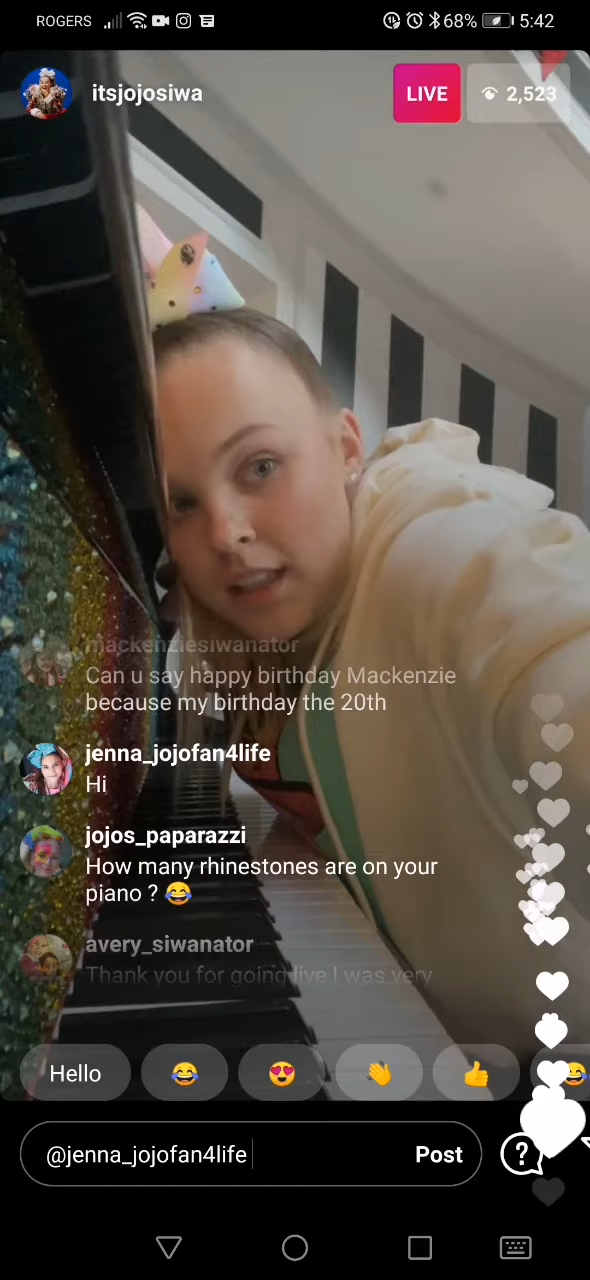 ROGERS 68% 5:42
itsjojosiwa LIVE 2,523
mackenziesiwanator
Can u say happy birthday Mackenzie
because my birthday the 20th
jenna_jojofan4life
Hi
jojos_paparazzi
How many rhinestones are on your
piano ? 😂
avery_siwanator
Thank you for going live I was very
Hello 😂 😍 👋 👍 😂
@jenna_jojofan4life Post